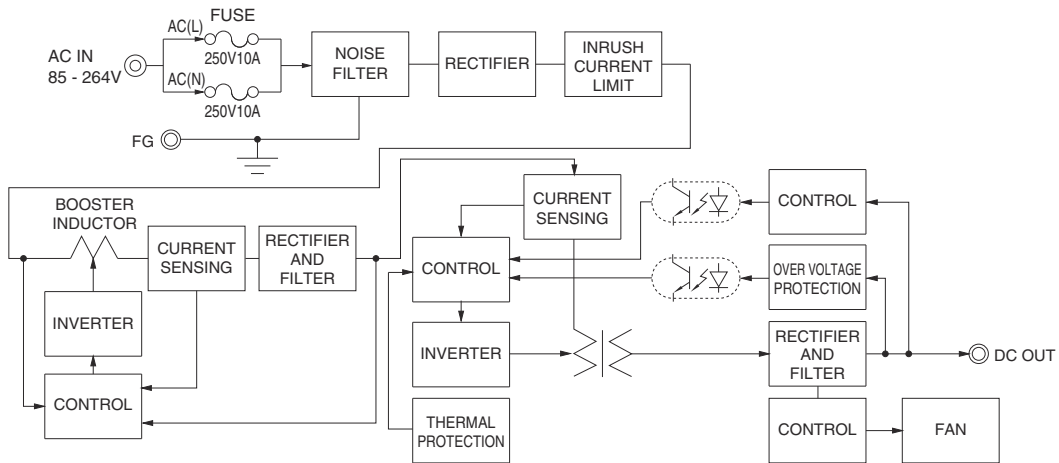 FUSE
AC(L)
250V10A
AC IN
85 - 264V
AC(N)
250V10A
NOISE
FILTER
RECTIFIER
INRUSH
CURRENT
LIMIT
FG
BOOSTER
INDUCTOR
CURRENT
SENSING
RECTIFIER
AND
FILTER
INVERTER
CONTROL
CURRENT
SENSING
CONTROL
INVERTER
THERMAL
PROTECTION
CONTROL
OVER VOLTAGE
PROTECTION
RECTIFIER
AND
FILTER
DC OUT
CONTROL
FAN